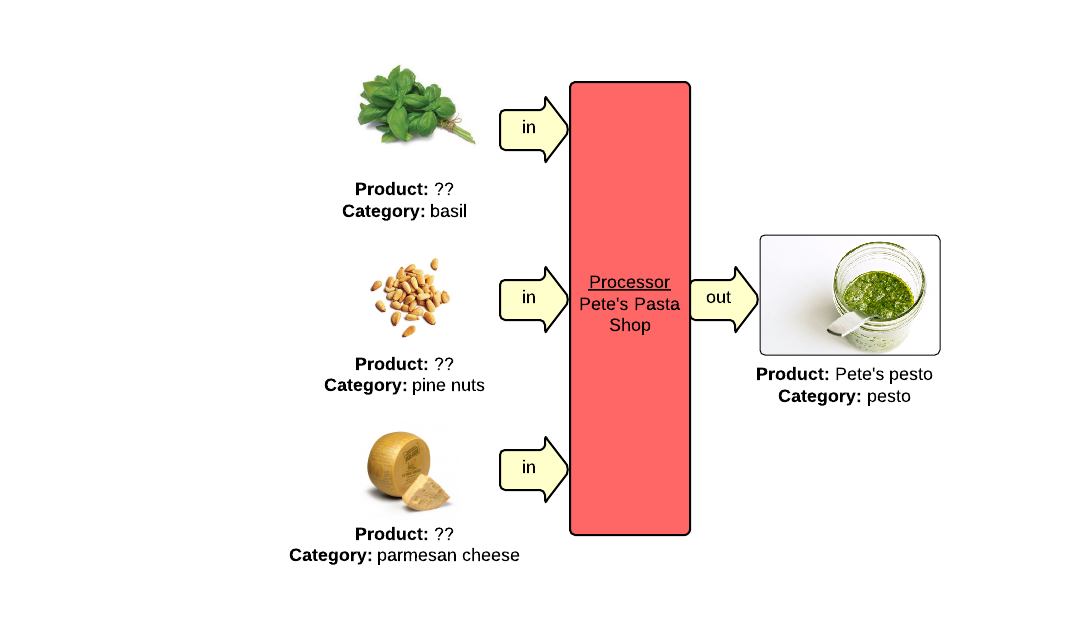 in
Product: ??
Category: basil
in
Product: ??
Category: pine nuts
in
Product: ??
Category: parmesan cheese
Processor
Pete's Pasta
Shop
out
Product: Pete's pesto
Category: pesto